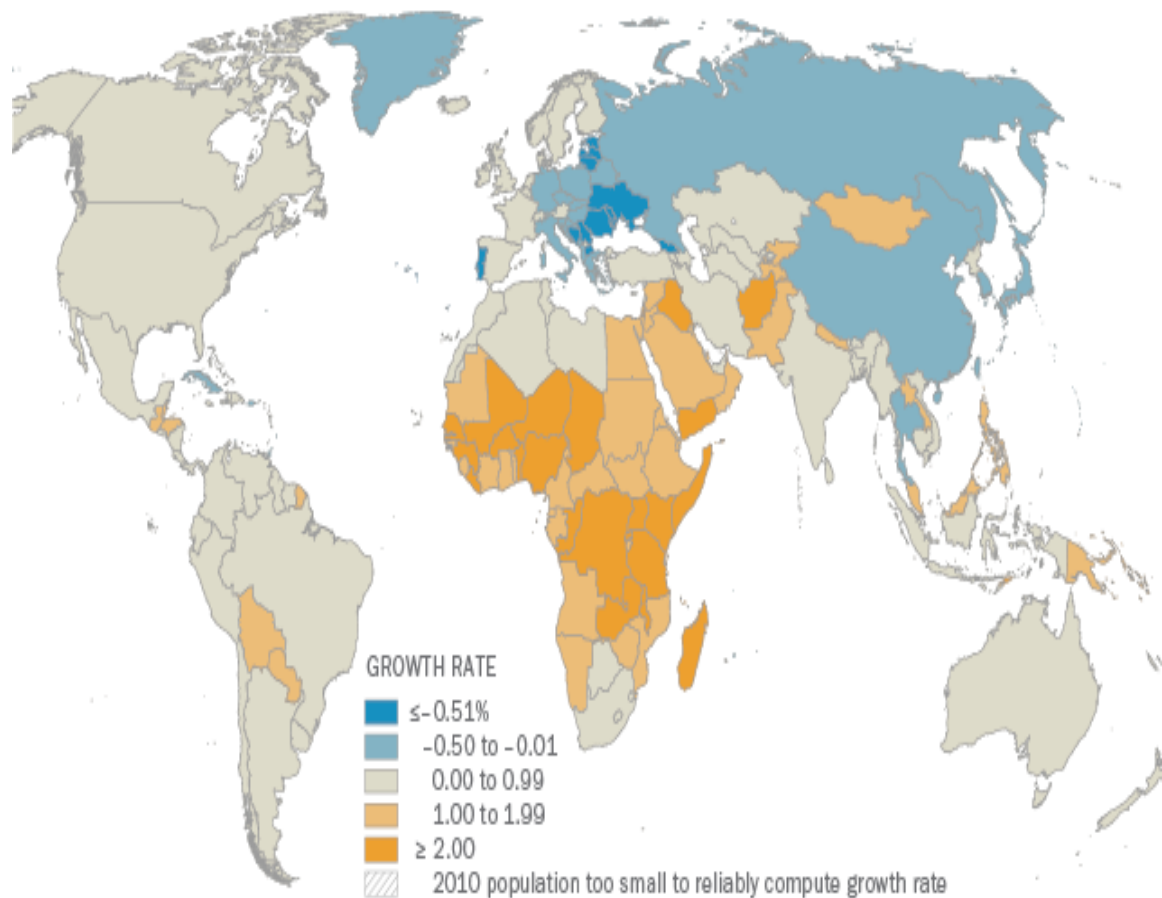 GROWTH RATE
≤–0.51%
–0.50 to –0.01
0.00 to 0.99
1.00 to 1.99
≥ 2.00
2010 population too small to reliably compute growth rate